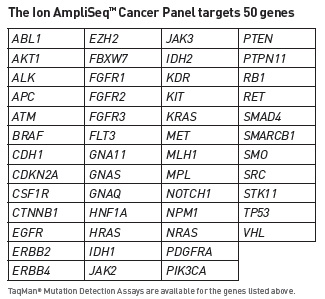 The Ion AmpliSeq™ Cancer Panel targets 50 genes
ABL1 EZH2 JAK3 PTEN
AKT1 FBXW7 IDH2 PTPN11
ALK FGFR1 KDR RB1
APC FGFR2 KIT RET
ATM FGFR3 KRAS SMAD4
BRAF FLT3 MET SMARCB1
CDH1 GNA11 MLH1 SMO
CDKN2A GNAS MPL SRC
CSF1R GNAQ NOTCH1 STK11
CTNNB1 HNF1A NPM1 TP53
EGFR HRAS NRAS VHL
ERBB2 IDH1 PDGFRA
ERBB4 JAK2 PIK3CA
TaqMan® Mutation Detection Assays are available for the genes listed above.